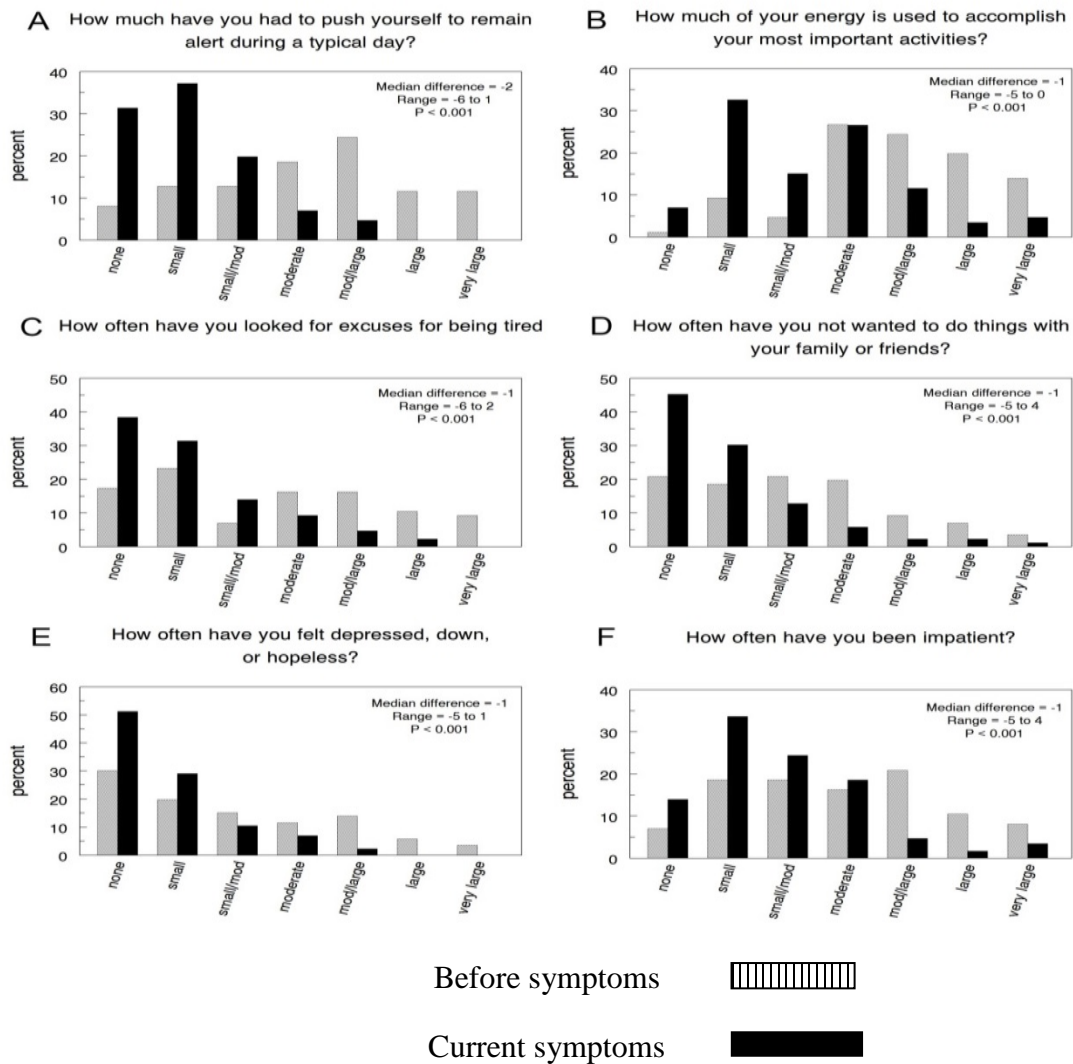 A How much have you had to push yourself to remain
alert during a typical day?
40
30
20
10
0
percent
Median difference = -2
Range = -6 to 1
P < 0.001
none
small
small/mod
moderate
mod/large
large
very large
B How much of your energy is used to accomplish
your most important activities?
40
30
20
10
0
percent
Median difference = -1
Range = -5 to 0
P < 0.001
none
small
small/mod
moderate
mod/large
large
very large
C How often have you looked for excuses for being tired
50
40
30
20
10
0
percent
Median difference = -1
Range = -6 to 2
P < 0.001
none
small
small/mod
moderate
mod/large
large
very large
D How often have you not wanted to do things with
your family or friends?
50
40
30
20
10
0
percent
Median difference = -1
Range = -5 to 4
P < 0.001
none
small
small/mod
moderate
mod/large
large
very large
E How often have you felt depressed, down,
or hopeless?
60
50
40
30
20
10
0
percent
Median difference = -1
Range = -5 to 1
P < 0.001
none
small
small/mod
moderate
mod/large
large
very large
F How often have you been impatient?
40
30
20
10
0
percent
Median difference = -1
Range = -5 to 4
P < 0.001
none
small
small/mod
moderate
mod/large
large
very large
Before symptoms
Current symptoms